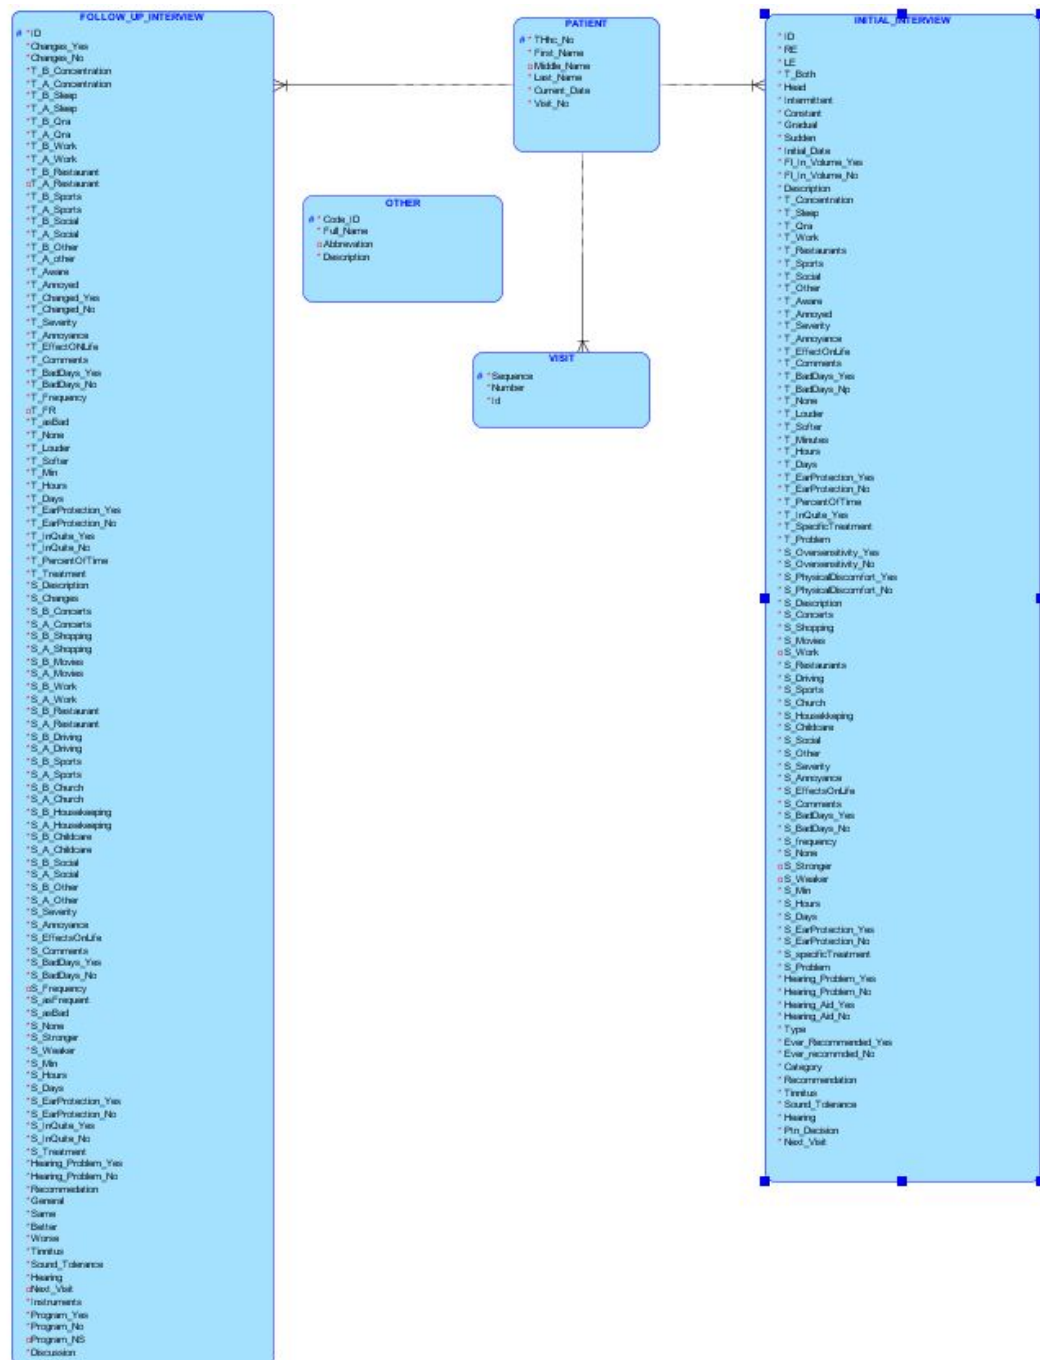 FOLLOW_UP_INTERVIEW
# *ID
*Changes_Yes
*Changes_No
*T_B_Concentration
*T_A_Concentration
*T_B_Sleep
*T_A_Sleep
*T_B_Qra
*T_A_Qra
*T_B_Work
*T_A_Work
*T_B_Restaurant
oT_A_Restaurant
*T_B_Sports
*T_A_Sports
*T_B_Social
*T_A_Social
*T_B_Other
*T_A_other
*T_Aware
*T_Annoyed
*T_Changed_Yes
*T_Changed_No
*T_Severity
*T_Annoyance
*T_EffectONLife
*T_Comments
*T_BadDays_Yes
*T_BadDays_No
*T_Frequency
oT_FR
*T_asBad
*T_None
*T_Louder
*T_Softer
*T_Min
*T_Hours
*T_Days
*T_EarProtection_Yes
*T_EarProtection_No
*T_InQuite_Yes
*T_InQuite_No
*T_PercentOfTime
*T_Treatment
*S_Description
*S_Changes
*S_B_Concerts
*S_A_Concerts
*S_B_Shopping
*S_A_Shopping
*S_B_Movies
*S_A_Movies
*S_B_Work
*S_A_Work
*S_B_Restaurant
*S_A_Restaurant
*S_B_Driving
*S_A_Driving
*S_B_Sports
*S_A_Sports
*S_B_Church
*S_A_Church
*S_B_Housekeeping
*S_A_Housekeeping
*S_B_Childcare
*S_A_Childcare
*S_B_Social
*S_A_Social
*S_B_Other
*S_A_Other
*S_Severity
*S_Annoyance
*S_EffectsOnLife
*S_Comments
*S_BadDays_Yes
*S_BadDays_No
oS_Frequency
*S_asFrequent
*S_asBad
*S_None
*S_Stronger
*S_Weaker
*S_Min
*S_Hours
*S_Days
*S_EarProtection_Yes
*S_EarProtection_No
*S_InQuite_Yes
*S_InQuite_No
*S_Treatment
*Hearing_Problem_Yes
*Hearing_Problem_No
*Recommedation
*General
*Same
*Better
*Worse
*Tinnitus
*Sound_Tolerance
*Hearing
oNext_Visit
*Instruments
*Program_Yes
*Program_No
oProgram_NS
*Discussion
PATIENT
# * THhc_No
* First_Name
o Middle_Name
* Last_Name
* Current_Date
* Visit_No
OTHER
# * Code_ID
* Full_Name
o Abbrevation
* Description
VISIT
# *Sequence
*Number
*Id
INITIAL_INTERVIEW
* ID
* RE
* LE
* T_Both
* Head
* Intermittent
* Constant
* Gradual
* Sudden
* Initial_Date
* Fl_In_Volume_Yes
* Fl_In_Volume_No
* Description
* T_Concentration
* T_Sleep
* T_Qra
* T_Work
* T_Restaurants
* T_Sports
* T_Social
* T_Other
* T_Aware
* T_Annoyed
* T_Severity
* T_Annoyance
* T_EffectOnLife
* T_Comments
* T_BadDays_Yes
* T_BadDays_Np
* T_None
* T_Louder
* T_Softer
* T_Minutes
* T_Hours
* T_Days
* T_EarProtection_Yes
* T_EarProtection_No
* T_PercentOfTime
* T_InQuite_Yes
* T_SpecificTreatment
* T_Problem
* S_Oversensitivity_Yes
* S_Oversensitivity_No
* S_PhysicalDiscomfort_Yes
* S_PhysicalDiscomfort_No
* S_Description
* S_Concerts
* S_Shopping
* S_Movies
o S_Work
* S_Restaurants
* S_Driving
* S_Sports
* S_Church
* S_Housekkeping
* S_Childcare
* S_Social
* S_Other
* S_Severity
* S_Annoyance
* S_EffectsOnLife
* S_Comments
* S_BadDays_Yes
* S_BadDays_No
* S_frequency
* S_None
o S_Stronger
o S_Weaker
* S_Min
* S_Hours
* S_Days
* S_EarProtection_Yes
* S_EarProtection_No
* S_specificTreatment
* S_Problem
* Hearing_Problem_Yes
* Hearing_Problem_No
* Hearing_Aid_Yes
* Hearing_Aid_No
* Type
* Ever_Recommended_Yes
* Ever_recommded_No
* Category
* Recommendation
* Tinnitus
* Sound_Tolerance
* Hearing
* Ptn_Decision
* Next_Visit